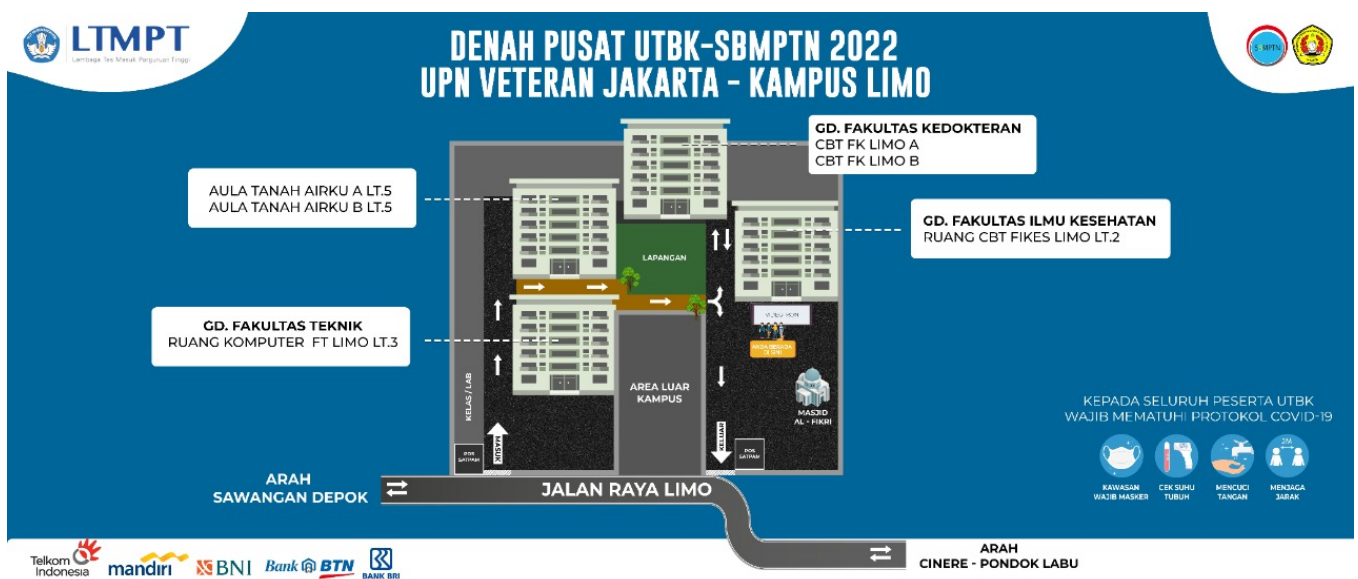 LTMPT
Lembaga Tes Masuk Perguruan Tinggi
DENAH PUSAT UTBK-SBMPTN 2022
UPN VETERAN JAKARTA - KAMPUS LIMO
SBMPTN
GD. FAKULTAS KEDOKTERAN
CBT FK LIMO A
CBT FK LIMO B
AULA TANAH AIRKU A LT.5
AULA TANAH AIRKU B LT.5
GD. FAKULTAS ILMU KESEHATAN
RUANG CBT FIKES LIMO LT.2
LAPANGAN
GD. FAKULTAS TEKNIK
RUANG KOMPUTER FT LIMO LT.3
VIDEOTRON
ANDA BERADA
DI SINI
KELAS / LAB
AREA LUAR
KAMPUS
MASJID
AL - FIKRI
MASUK
KELUAR
POS
SATPAM
POS
SATPAM
KEPADA SELURUH PESERTA UTBK
WAJIB MEMATUHI PROTOKOL COVID-19
2M
KAWASAN
WAJIB MASKER
CEK SUHU
TUBUH
MENCUCI
TANGAN
MENJAGA
JARAK
ARAH
SAWANGAN DEPOK
JALAN RAYA LIMO
ARAH
CINERE - PONDOK LABU
Telkom
Indonesia
mandiri
BNI
Bank BTN
BANK BRI